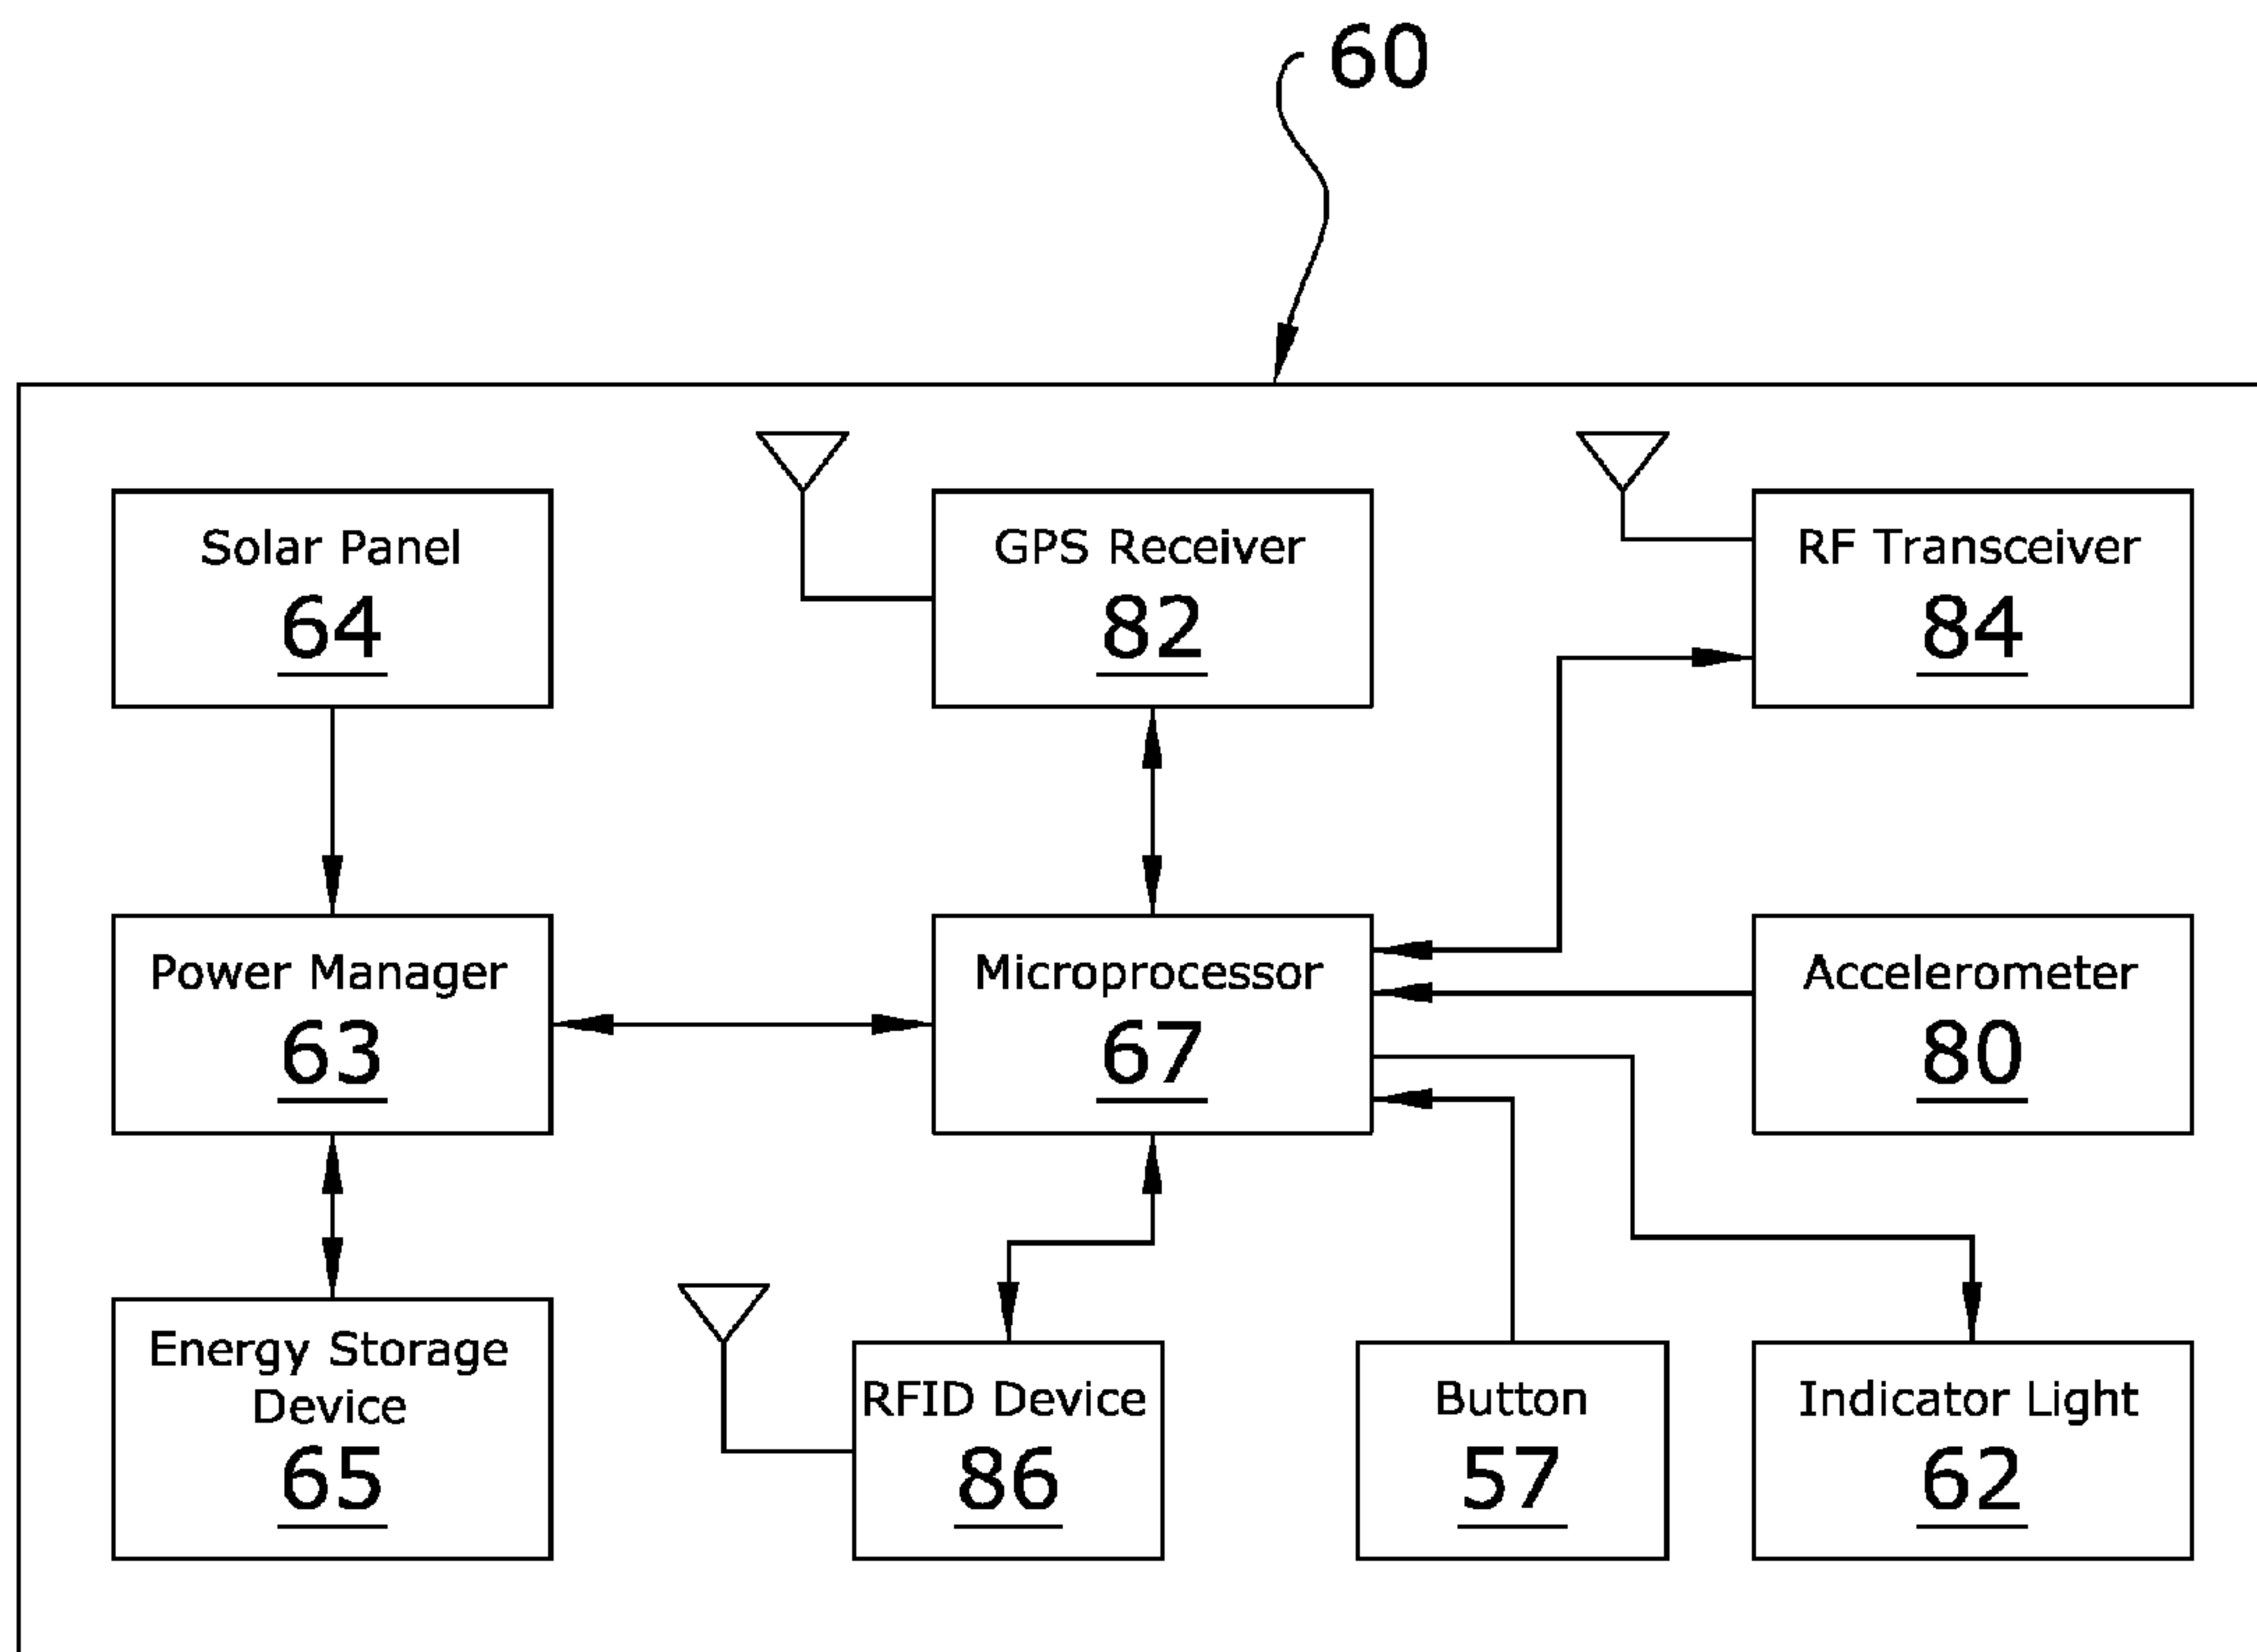 60
Solar Panel
64
GPS Receiver
82
RF Transceiver
84
Power Manager
63
Microprocessor
67
Accelerometer
80
Energy Storage
Device
65
RFID Device
86
Button
57
Indicator Light
62